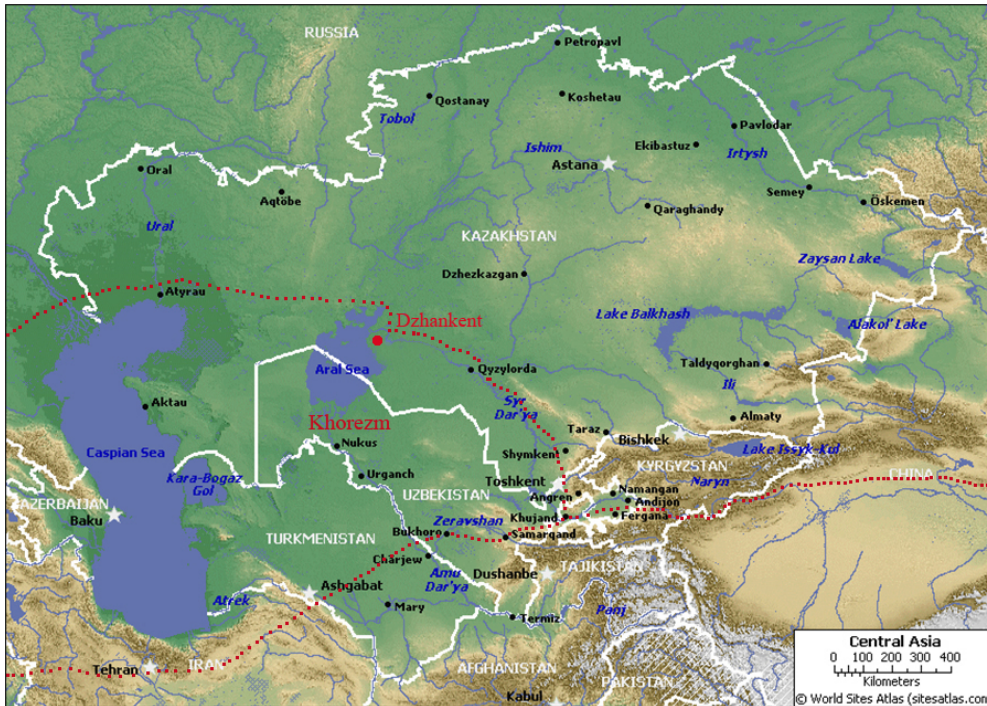 RUSSIA
Petropavl
Qostanay
Koshetau
Tobol
Pavlodar
Ishim
Ekibastuz
Irtysh
Astana
Oral
Semey
Aqtöbe
Öskemen
Qaraghandy
Ural
KAZAKHSTAN
Zaysan Lake
Dzhezkazgan
Atyrau
Dzhankent
Lake Balkhash
Alakol' Lake
Aral Sea
Qyzylorda
Taldyqorghan
Ili
Syr
Dar'ya
Aktau
Khorezm
Almaty
Taraz
Bishkek
Nukus
Lake Issyk-Kul
Caspian Sea
Shymkent
KYRGYZSTAN
CHINA
Kara-Bogaz
Gol
Urganch
Toshkent
Naryn
UZBEKISTAN
Angren
Namangan
Andijon
AZERBAIJAN
Baku
Zeravshan
Khujand
Fergana
Bukhoro
Samarqand
TURKMENISTAN
Charjew
Amu
Dar'ya
Dushanbe
TAJIKISTAN
Ashgabat
Atrek
Mary
Panj
Termiz
Tehran
IRAN
AFGHANISTAN
PAKISTAN
Kabul
Central Asia
0 100 200 300 400
Kilometers
© World Sites Atlas (sitesatlas.com